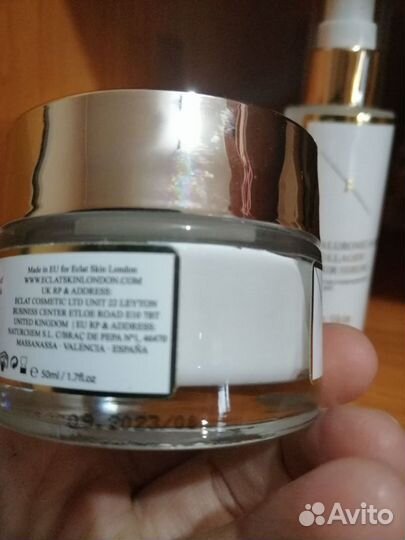 Made in EU for Eclat Skin London
WWW.ECLATSKINLONDON.COM
UK RP & ADDRESS:
ECLAT COSMETIC LTD UNIT 22 LEYTON
BUSINESS CENTER ETLOE ROAD E10 7BT
UNITED KINGDOM | EU RP & ADDRESS:
NATURCHEM S.L. C/BRAÇ DE PEPA Nº1, 46470
MASSANASSA - VALENCIA - ESPAÑA
50ml / 1.7fl.oz
09.2023
E
Avito